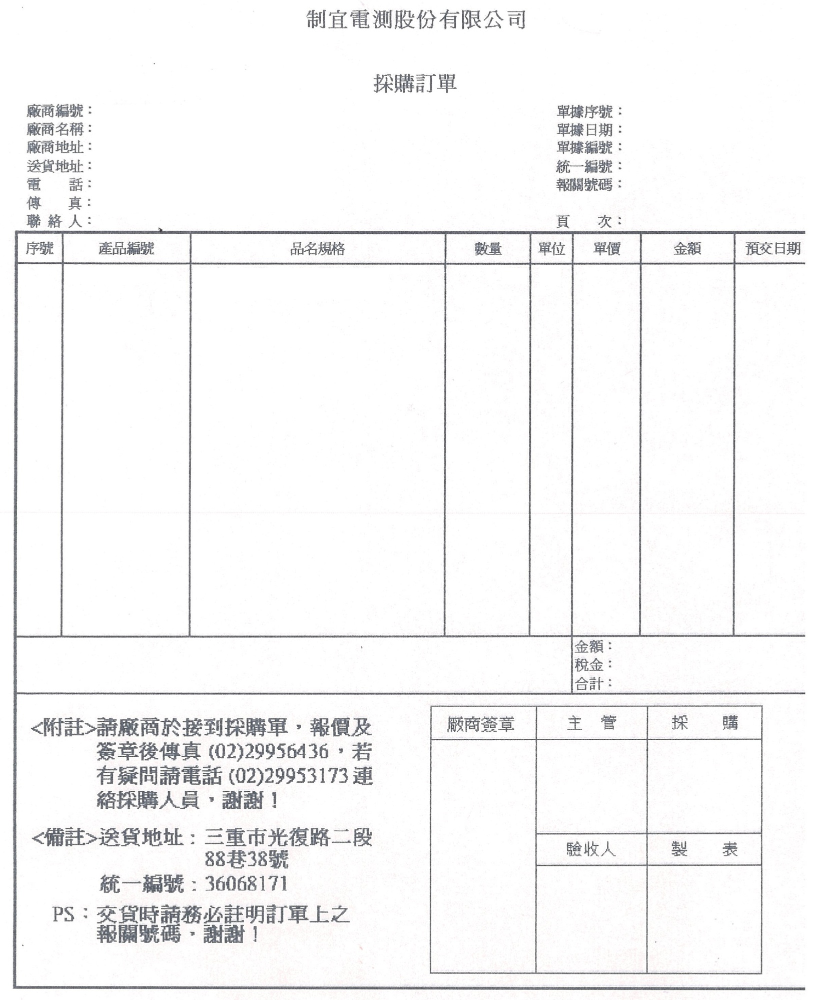 制宜電測股份有限公司
採購訂單
廠商編號：
廠商名稱：
廠商地址：
送貨地址：
電　　話：
傳　　真：
聯 絡 人：
單據序號：
單據日期：
單據編號：
統一編號：
報關號碼：
頁　　次：
序號 產品編號 品名規格 數量 單位 單價 金額 預交日期
金額：
稅金：
合計：
<附註>請廠商於接到採購單，報價及
簽章後傳真 (02)29956436，若
有疑問請電話 (02)29953173 連
絡採購人員，謝謝！
<備註>送貨地址：三重市光復路二段
88巷38號
統一編號：36068171
PS：交貨時請務必註明訂單上之
報關號碼，謝謝！
廠商簽章 主　管 採　　購
驗收人 製　　表